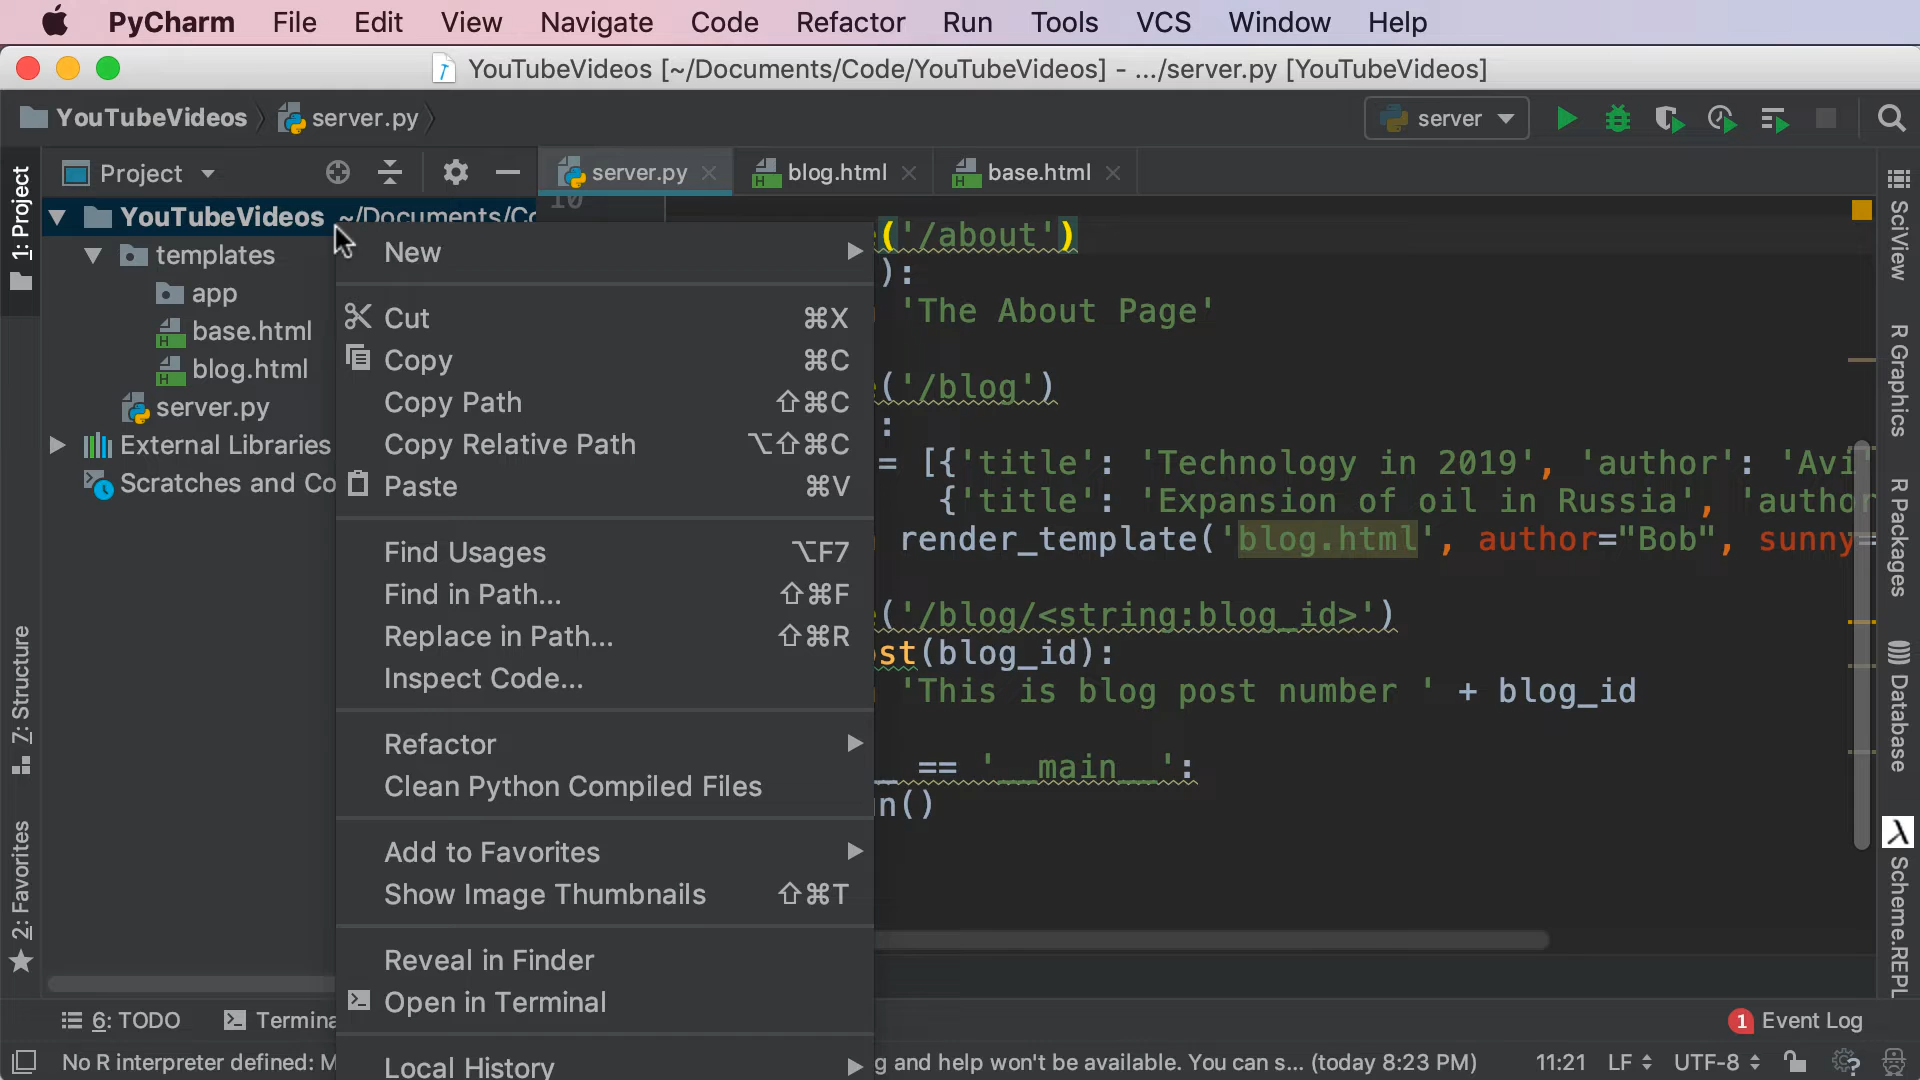 PyCharm File Edit View Navigate Code Refactor Run Tools VCS Window Help
YouTubeVideos [~/Documents/Code/YouTubeVideos] - .../server.py [YouTubeVideos]
YouTubeVideos server.py server
Project server.py blog.html base.html
10
YouTubeVideos ~/Documents/Co
templates
app
base.html
blog.html
server.py
External Libraries
Scratches and Co
New
Cut ⌘X
Copy ⌘C
Copy Path ⇧⌘C
Copy Relative Path ⌥⇧⌘C
Paste ⌘V
Find Usages ⌥F7
Find in Path... ⇧⌘F
Replace in Path... ⇧⌘R
Inspect Code...
Refactor
Clean Python Compiled Files
Add to Favorites
Show Image Thumbnails ⇧⌘T
Reveal in Finder
Open in Terminal
Local History
('/about')
):
'The About Page'
('/blog')
:
= [{'title': 'Technology in 2019', 'author': 'Avi
{'title': 'Expansion of oil in Russia', 'author
render_template('blog.html', author="Bob", sunny=
('/blog/<string:blog_id>')
st(blog_id):
'This is blog post number ' + blog_id
__ == '__main__':
n()
1: Project
7: Structure
2: Favorites
SciView
R Graphics
R Packages
Database
Scheme.REPL
6: TODO Termina 1 Event Log
No R interpreter defined: M g and help won't be available. You can s... (today 8:23 PM) 11:21 LF UTF-8